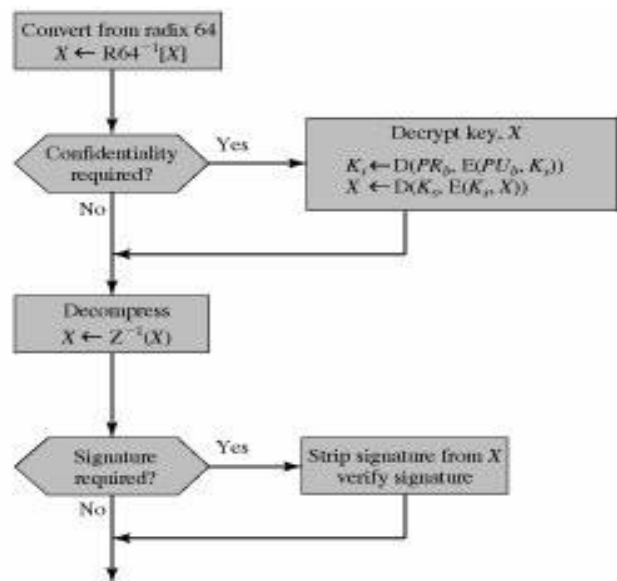 Convert from radix 64
X ← R64⁻¹[X]
Confidentiality
required?
Yes
No
Decrypt key, X
Kₛ ← D(PR_b, E(PU_b, Kₛ))
X ← D(Kₛ, E(Kₛ, X))
Decompress
X ← Z⁻¹(X)
Signature
required?
Yes
No
Strip signature from X
verify signature